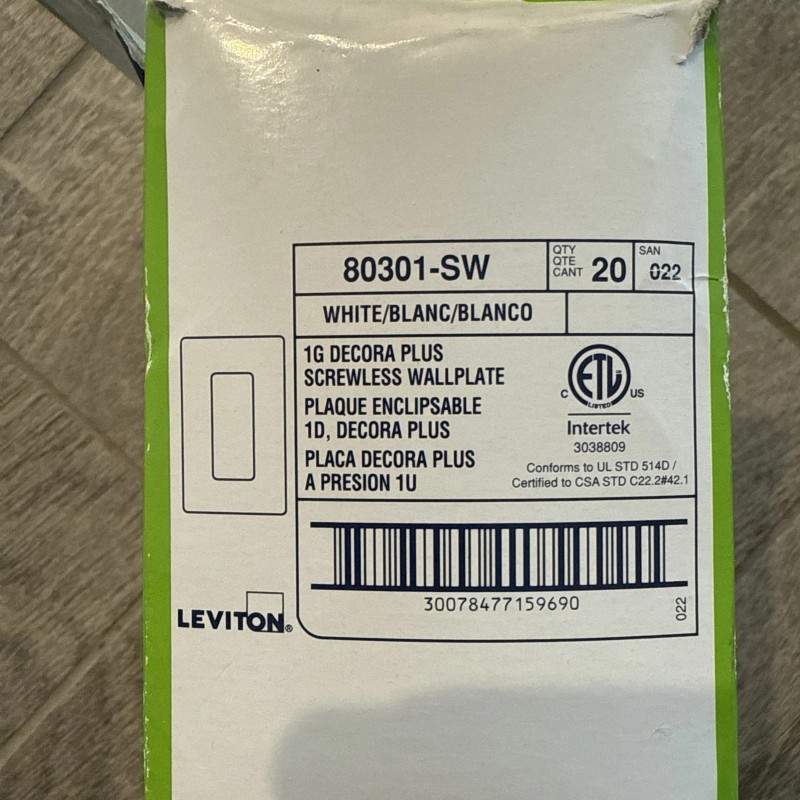 80301-SW
QTY
QTE
CANT
20
SAN
022
WHITE/BLANC/BLANCO
1G DECORA PLUS
SCREWLESS WALLPLATE
PLAQUE ENCLIPSABLE
1D, DECORA PLUS
PLACA DECORA PLUS
A PRESION 1U
ETL
C LISTED US
Intertek
3038809
Conforms to UL STD 514D /
Certified to CSA STD C22.2#42.1
30078477159690
022
LEVITON®